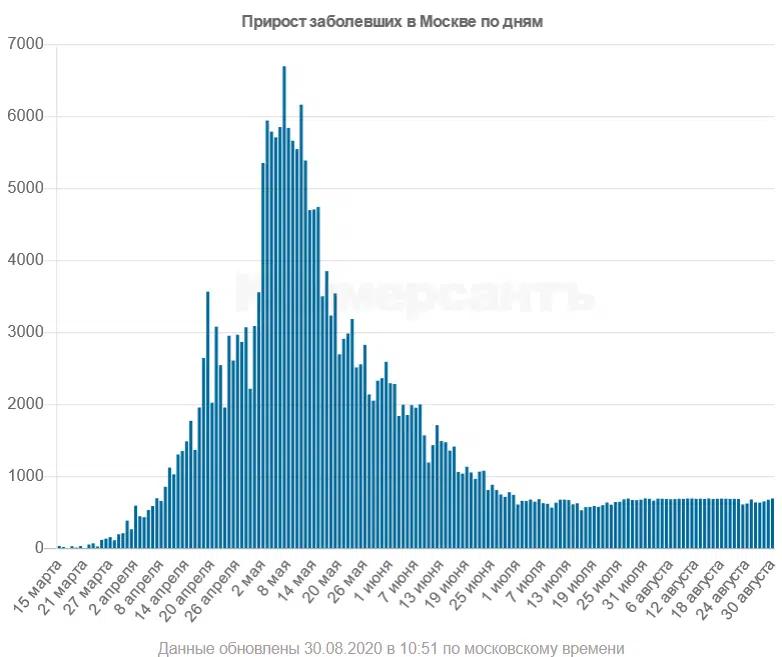 Прирост заболевших в Москве по дням
7000
6000
5000
4000
3000
2000
1000
0
Коммерсантъ
15 марта
21 марта
27 марта
2 апреля
8 апреля
14 апреля
20 апреля
26 апреля
2 мая
8 мая
14 мая
20 мая
26 мая
1 июня
7 июня
13 июня
19 июня
25 июня
1 июля
7 июля
13 июля
19 июля
25 июля
31 июля
6 августа
12 августа
18 августа
24 августа
30 августа
Данные обновлены 30.08.2020 в 10:51 по московскому времени